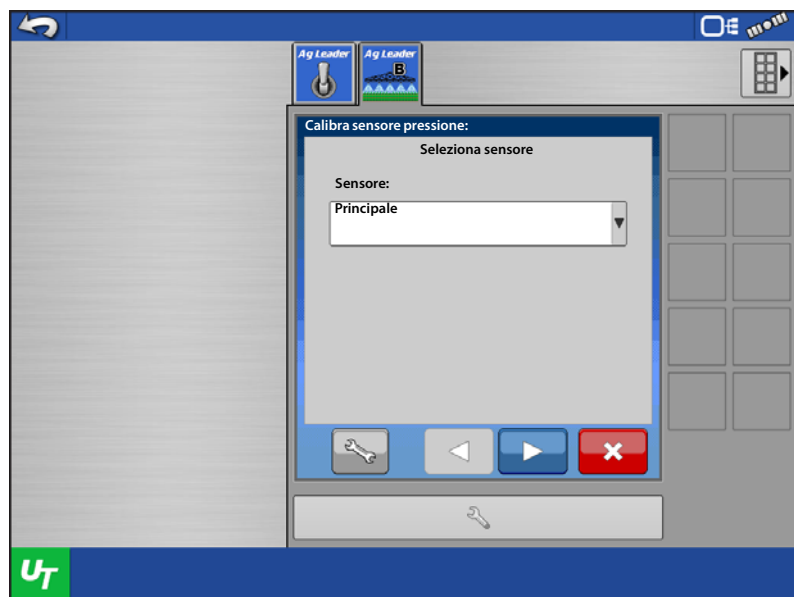 Ag Leader Ag Leader
B
Calibra sensore pressione:
Seleziona sensore
Sensore:
Principale
UT